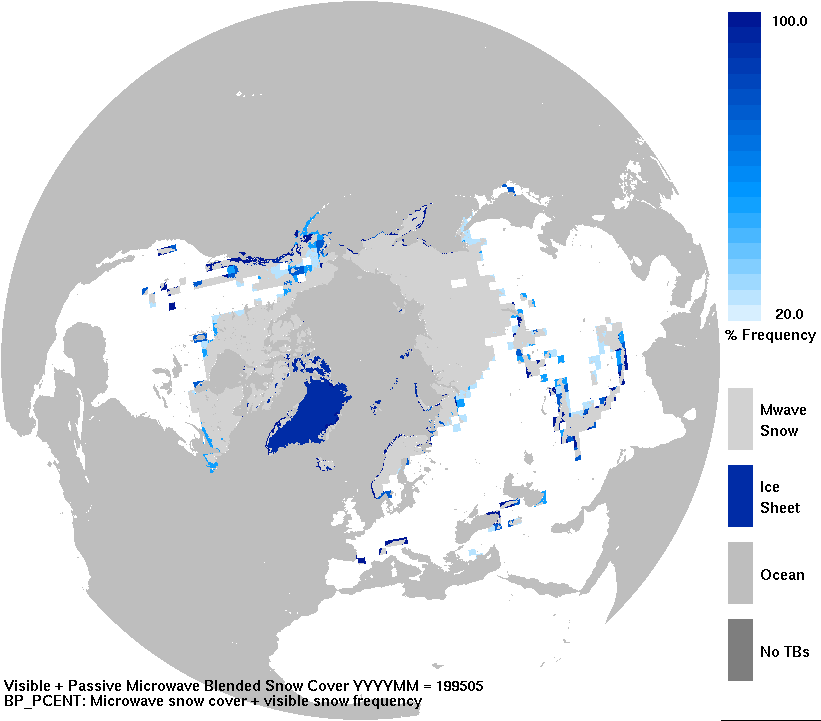 100.0
20.0
% Frequency
Mwave
Snow
Ice
Sheet
Ocean
No TBs
Visible + Passive Microwave Blended Snow Cover YYYYMM = 199505
BP_PCENT: Microwave snow cover + visible snow frequency